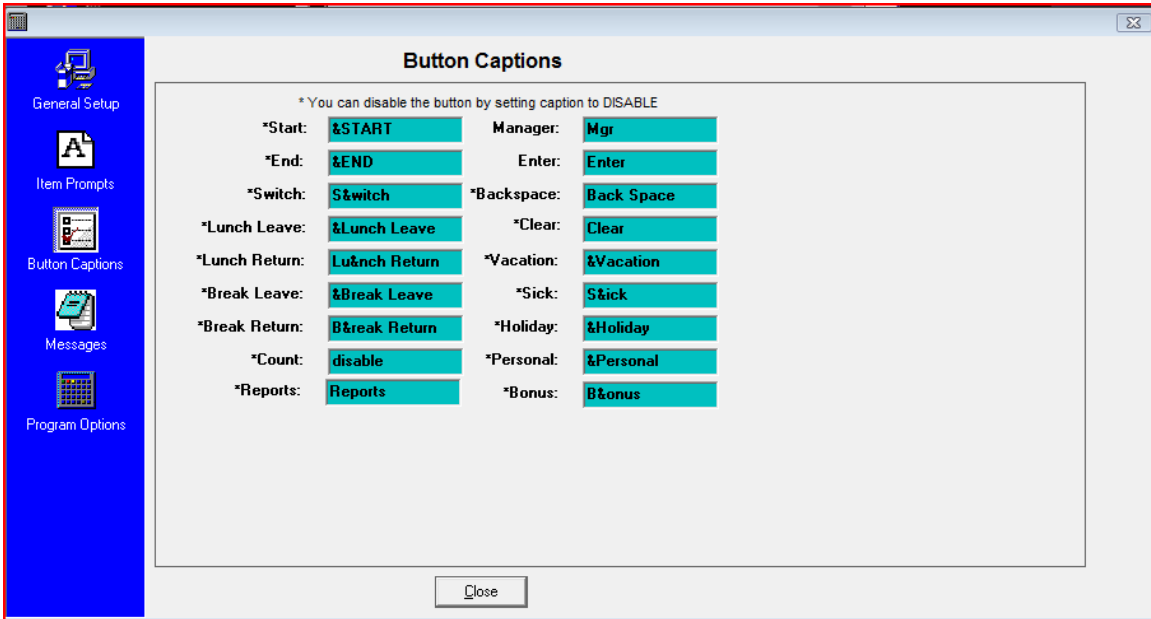 Button Captions
General Setup
Item Prompts
Button Captions
Messages
Program Options
* You can disable the button by setting caption to DISABLE
*Start: &START Manager: Mgr
*End: &END Enter: Enter
*Switch: S&witch *Backspace: Back Space
*Lunch Leave: &Lunch Leave *Clear: Clear
*Lunch Return: Lu&nch Return *Vacation: &Vacation
*Break Leave: &Break Leave *Sick: S&ick
*Break Return: B&reak Return *Holiday: &Holiday
*Count: disable *Personal: &Personal
*Reports: Reports *Bonus: B&onus
Close